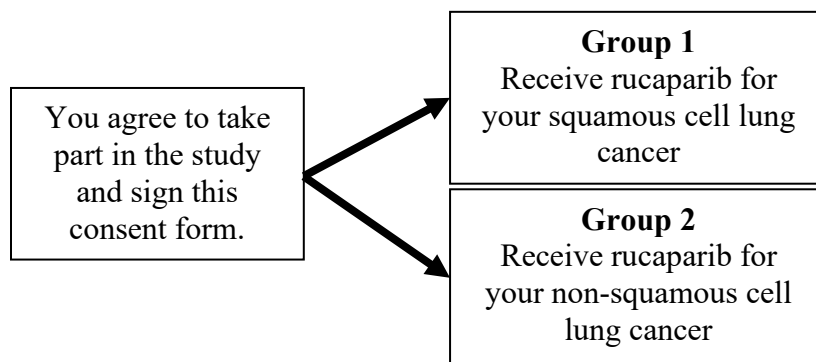 You agree to take
part in the study
and sign this
consent form.
Group 1
Receive rucaparib for
your squamous cell lung
cancer
Group 2
Receive rucaparib for
your non-squamous cell
lung cancer